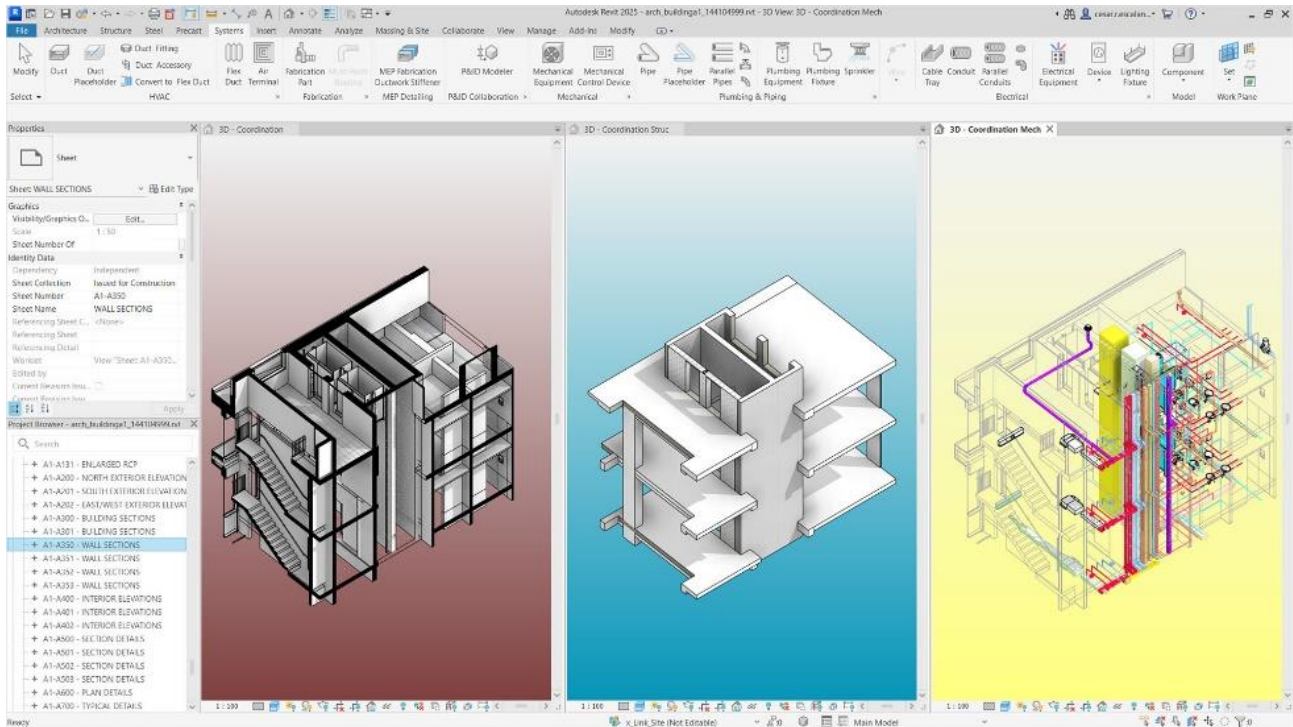 Autodesk Revit 2025 - arch_buildinga1_144104999.rvt - 3D View: 3D - Coordination Mech
File Architecture Structure Steel Precast Systems Insert Annotate Analyze Massing & Site Collaborate View Manage Add-Ins Modify
Duct Fitting
Duct Accessory
Convert to Flex Duct
Modify Duct Duct Placeholder Flex Duct Air Terminal Fabrication Part MEP Fabrication Ductwork Stiffener P&ID Modeler Mechanical Equipment Mechanical Control Device Pipe Pipe Placeholder Parallel Pipes Plumbing Equipment Plumbing Fixture Sprinkler Cable Tray Conduit Parallel Conduits Electrical Equipment Device Lighting Fixture Component Set
Select HVAC Fabrication MEP Detailing P&ID Collaboration Mechanical Plumbing & Piping Electrical Model Work Plane
Properties
3D - Coordination
3D - Coordination Struc
3D - Coordination Mech
Sheet
Sheet: WALL SECTIONS Edit Type
Graphics
Visibility/Graphics O... Edit...
Scale 1 : 50
Sheet Number Of
Identity Data
Dependency Independent
Sheet Collection Issued for Construction
Sheet Number A1-A350
Sheet Name WALL SECTIONS
Referencing Sheet C... <None>
Referencing Sheet
Referencing Detail
Workset View "Sheet: A1-A350...
Edited by
Apply
Project Browser - arch_buildinga1_144104999.rvt
Search
A1-A131 - ENLARGED RCP
A1-A200 - NORTH EXTERIOR ELEVATION
A1-A201 - SOUTH EXTERIOR ELEVATION
A1-A202 - EAST/WEST EXTERIOR ELEVAT
A1-A300 - BUILDING SECTIONS
A1-A301 - BUILDING SECTIONS
A1-A350 - WALL SECTIONS
A1-A351 - WALL SECTIONS
A1-A352 - WALL SECTIONS
A1-A353 - WALL SECTIONS
A1-A400 - INTERIOR ELEVATIONS
A1-A401 - INTERIOR ELEVATIONS
A1-A402 - INTERIOR ELEVATIONS
A1-A500 - SECTION DETAILS
A1-A501 - SECTION DETAILS
A1-A502 - SECTION DETAILS
A1-A503 - SECTION DETAILS
A1-A600 - PLAN DETAILS
A1-A700 - TYPICAL DETAILS
1 : 100
1 : 100
1 : 100
Ready
x_Link_Site (Not Editable) :0 Main Model :0